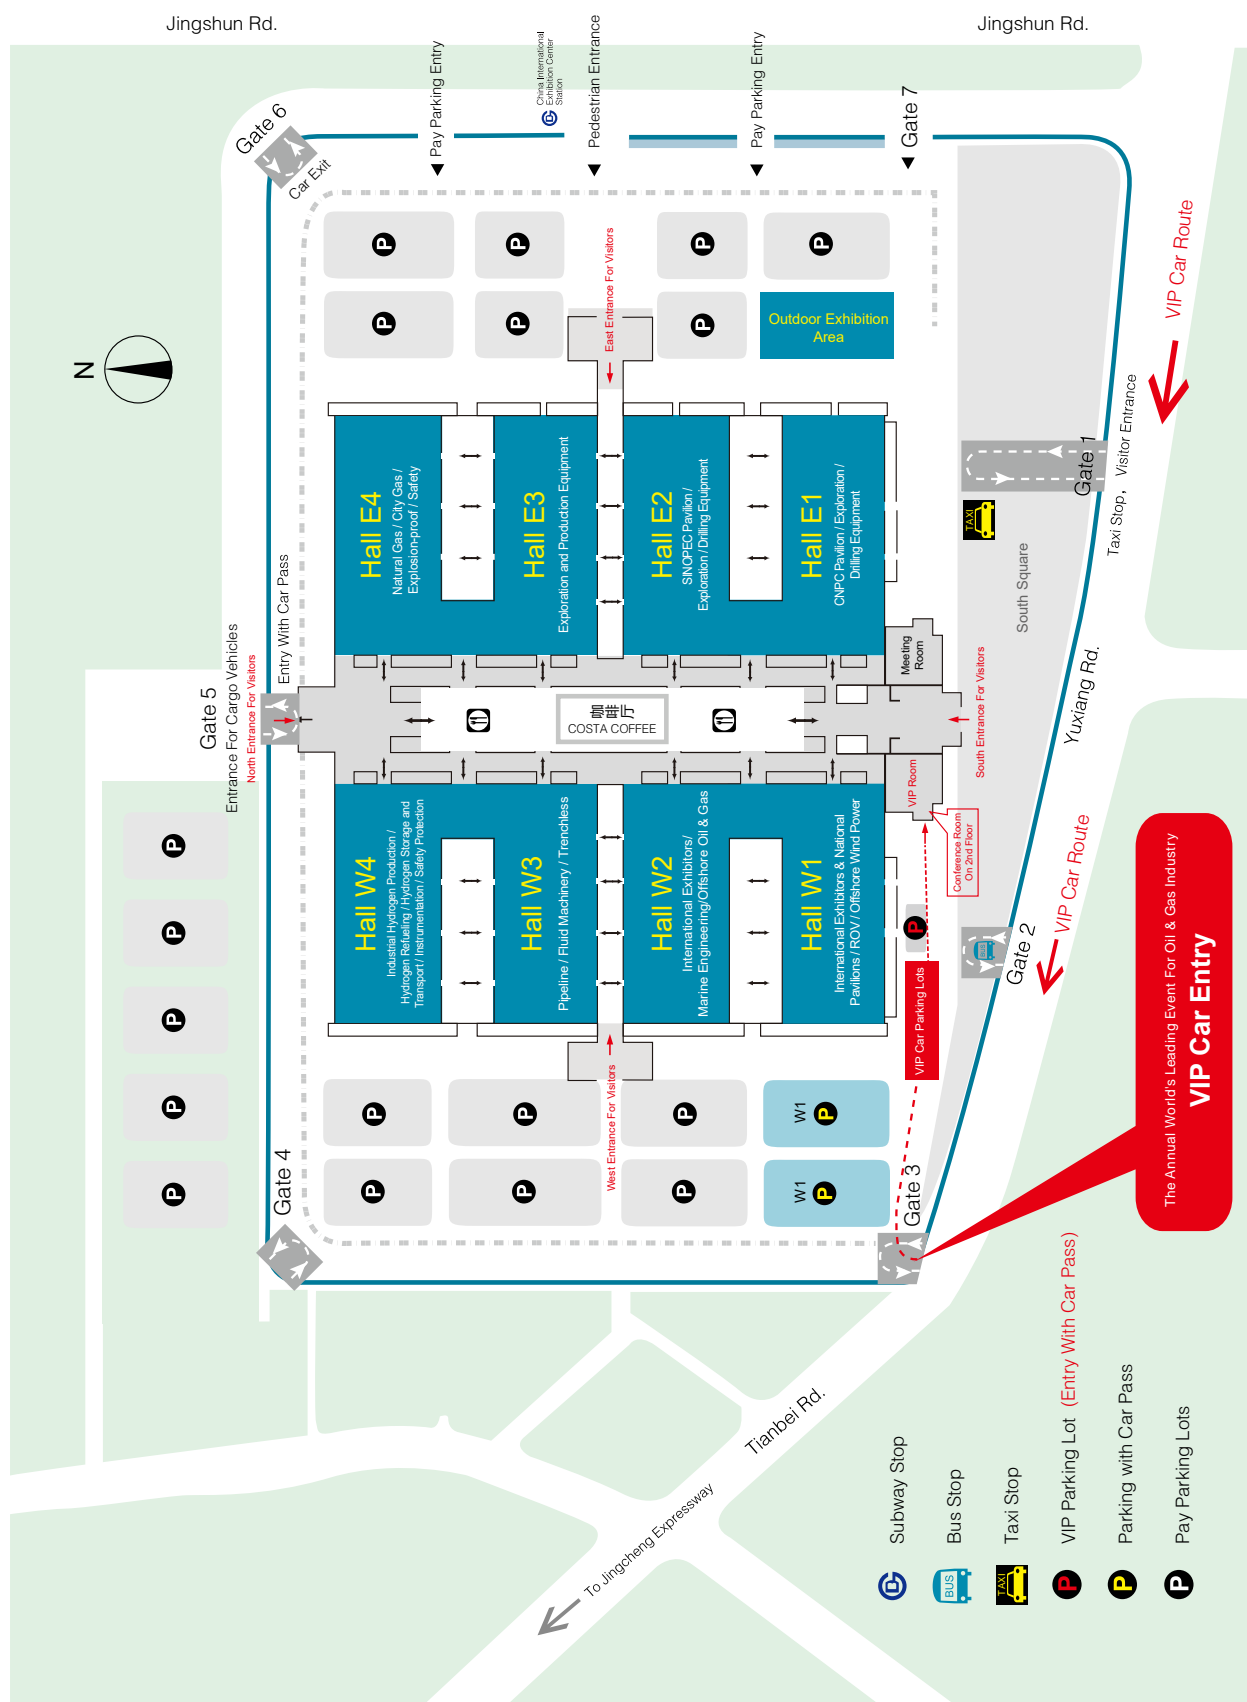 Jingshun Rd.
Jingshun Rd.
Gate 6
Car Exit
Pay Parking Entry
China International
Exhibition Center
Station
Pedestrian Entrance
Pay Parking Entry
Gate 7
VIP Car Route
N
P
P
P
P
P
P
P
East Entrance For Visitors
Outdoor Exhibition
Area
Hall E4
Natural Gas / City Gas /
Explosion-proof / Safety
Hall E3
Exploration and Production Equipment
Hall E2
SINOPEC Pavilion /
Exploration / Drilling Equipment
Hall E1
CNPC Pavilion / Exploration /
Drilling Equipment
Gate 1
Taxi Stop, Visitor Entrance
TAXI
South Square
Gate 5
Entrance For Cargo Vehicles
North Entrance For Visitors
Entry With Car Pass
咖啡厅
COSTA COFFEE
Meeting
Room
South Entrance For Visitors
VIP Room
Conference Room
On 2nd Floor
Yuxiang Rd.
VIP Car Route
Hall W4
Industrial Hydrogen Production /
Hydrogen Refueling / Hydrogen Storage and
Transport / Instrumentation / Safety Protection
Hall W3
Pipeline / Fluid Machinery / Trenchless
Hall W2
International Exhibitors/
Marine Engineering/Offshore Oil & Gas
Hall W1
International Exhibitors & National
Pavilions / ROV / Offshore Wind Power
P
VIP Car Parking Lots
BUS
Gate 2
P
P
P
P
P
West Entrance For Visitors
P
P
P
P
P
P
W1
P
W1
P
Gate 4
Gate 3
The Annual World's Leading Event For Oil & Gas Industry
VIP Car Entry
Tianbei Rd.
To Jingcheng Expressway
Subway Stop
BUS
Bus Stop
TAXI
Taxi Stop
P
VIP Parking Lot (Entry With Car Pass)
P
Parking with Car Pass
P
Pay Parking Lots